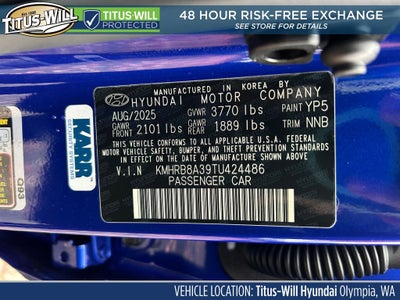 TITUS-WILL
TITUS-WILL
PROTECTED
48 HOUR RISK-FREE EXCHANGE
SEE STORE FOR DETAILS
MANUFACTURED IN KOREA BY
HYUNDAI MOTOR COMPANY
AUG/2025 GVWR 3770 lbs PAINT YP5
GAWR FRONT 2101 lbs GAWR REAR 1889 lbs TRIM NNB
THIS VEHICLE CONFORMS TO ALL APPLICABLE U.S.A. FEDERAL
MOTOR VEHICLE SAFETY, BUMPER, AND THEFT PREVENTION STANDARDS
IN EFFECT ON THE DATE OF MANUFACTURE SHOWN ABOVE.
V.I.N KMHRB8A39TU424486
PASSENGER CAR
KARR
VEHICLE LOCATION: Titus-Will Hyundai Olympia, WA